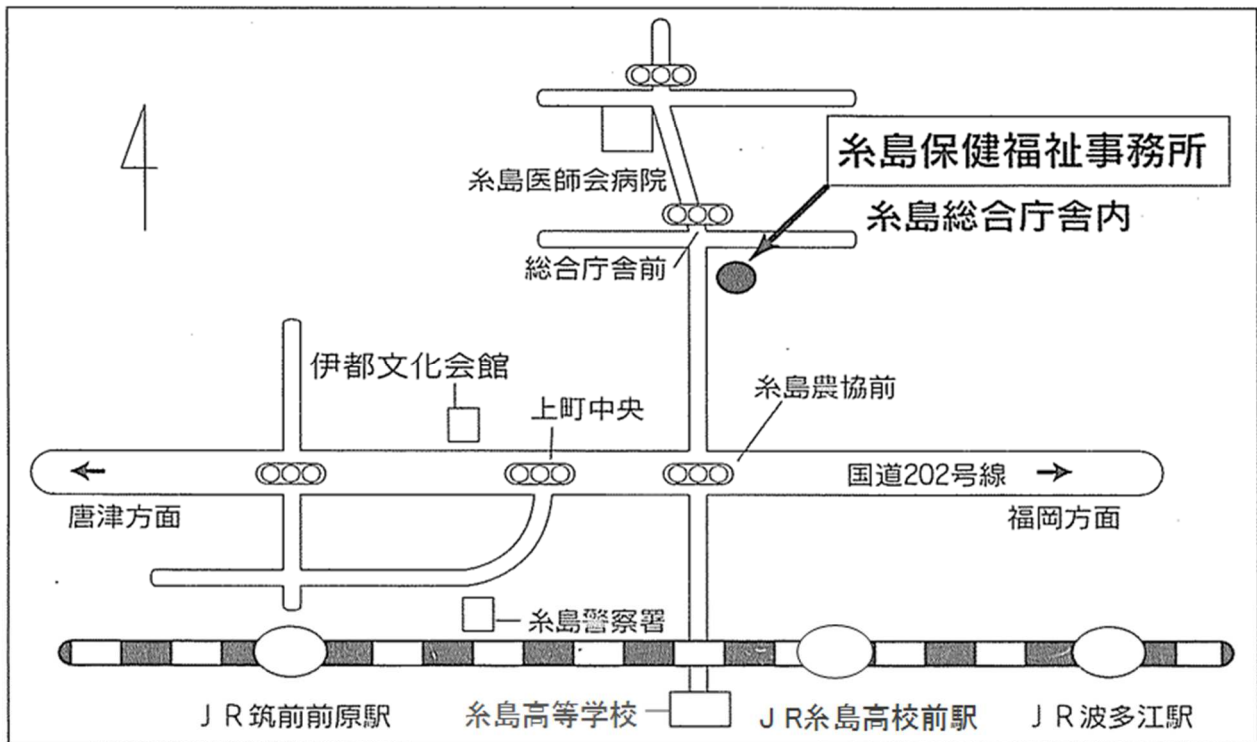 糸島保健福祉事務所
糸島医師会病院
糸島総合庁舎内
総合庁舎前
伊都文化会館
糸島農協前
上町中央
国道202号線
唐津方面
福岡方面
糸島警察署
JR筑前前原駅
糸島高等学校
JR糸島高校前駅
JR波多江駅